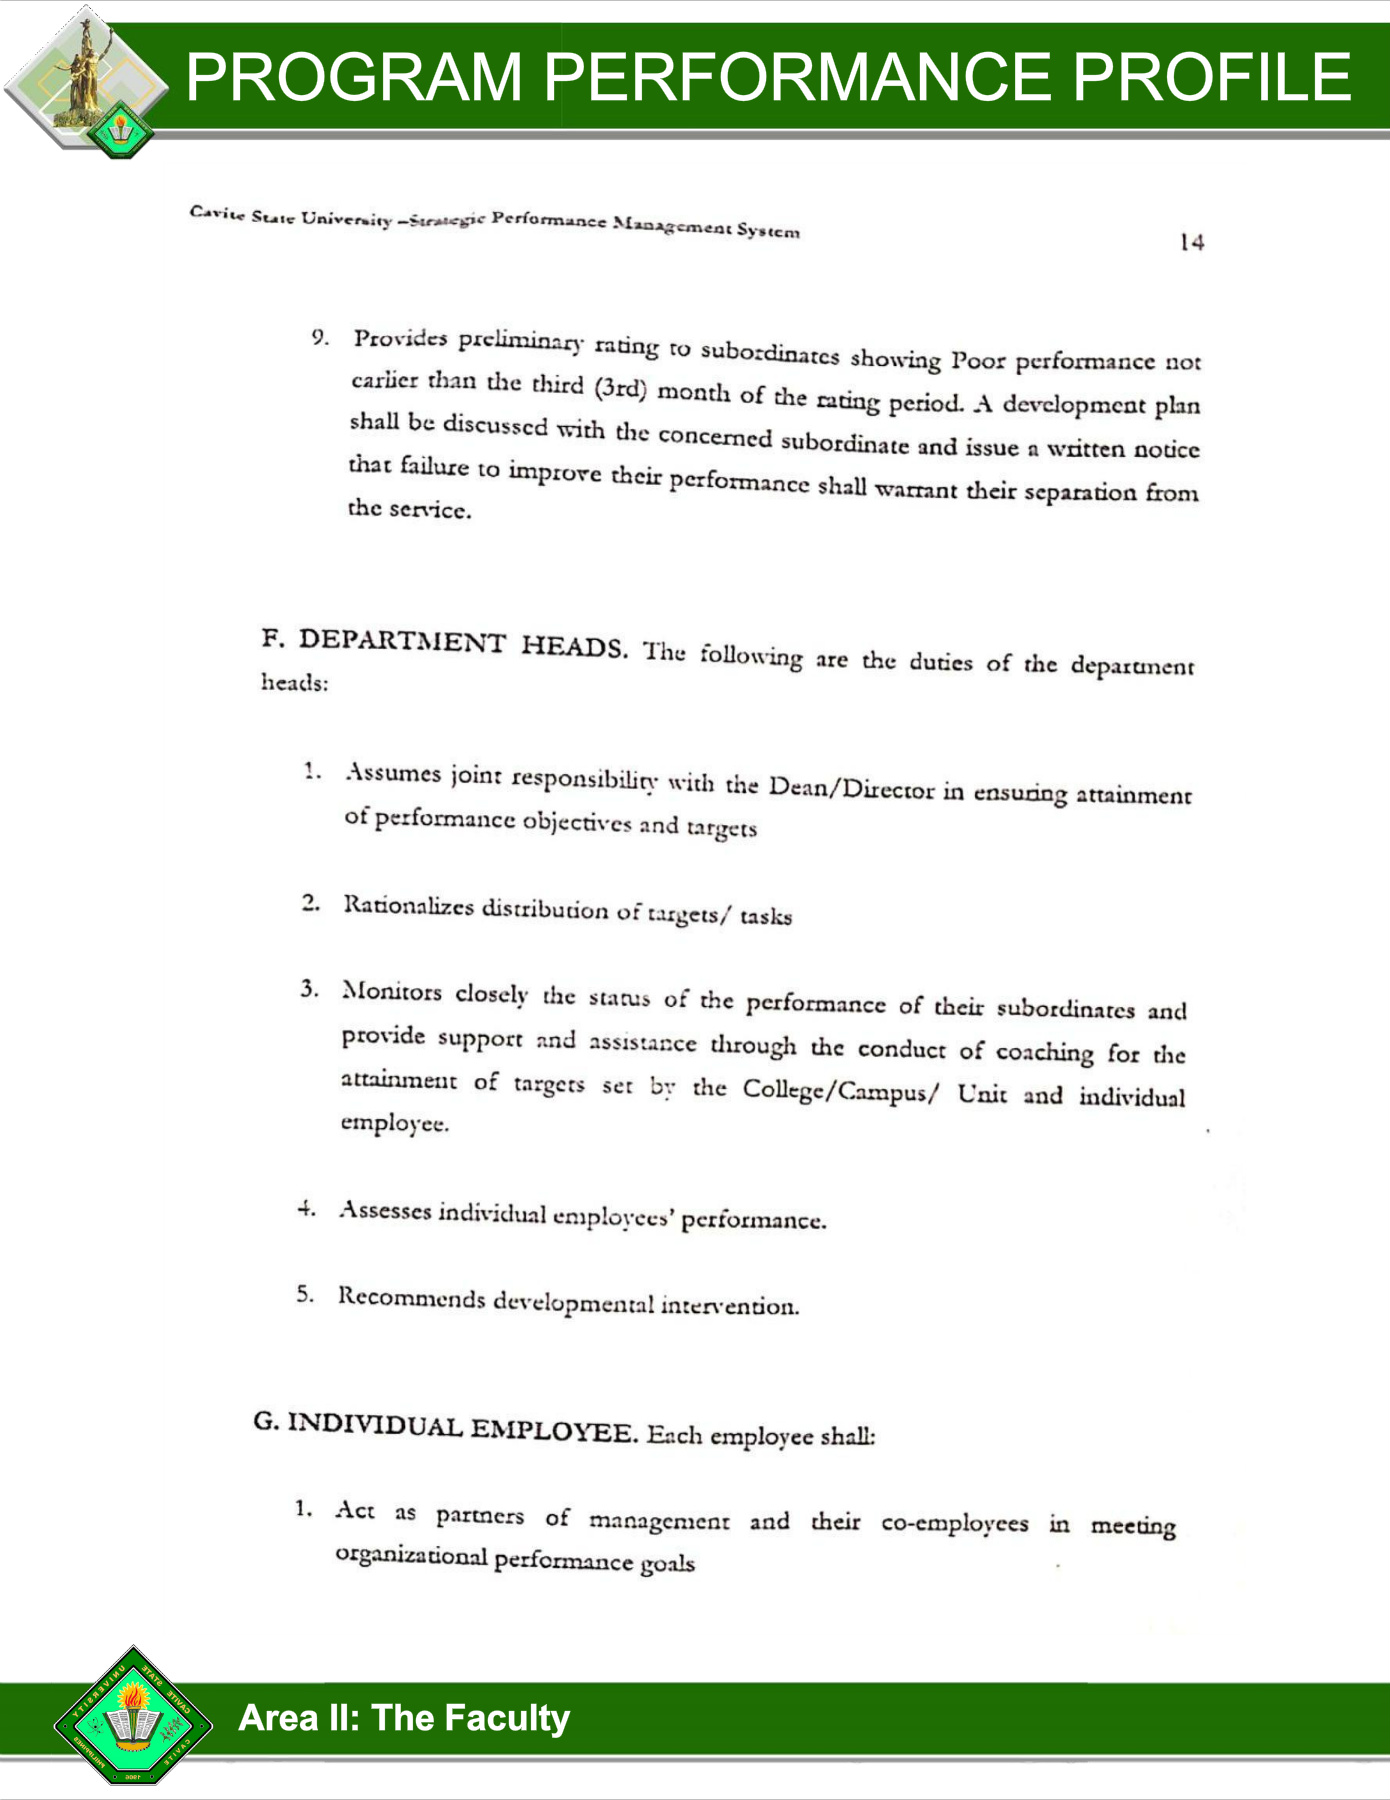 PROGRAM PERFORMANCE PROFILE
Cavite State University –Strategic Performance Management System
14
9. Provides preliminary rating to subordinates showing Poor performance not
earlier than the third (3rd) month of the rating period. A development plan
shall be discussed with the concerned subordinate and issue a written notice
that failure to improve their performance shall warrant their separation from
the service.
F. DEPARTMENT HEADS. The following are the duties of the department
heads:
1. Assumes joint responsibility with the Dean/Director in ensuring attainment
of performance objectives and targets
2. Rationalizes distribution of targets/ tasks
3. Monitors closely the status of the performance of their subordinates and
provide support and assistance through the conduct of coaching for the
attainment of targets set by the College/Campus/ Unit and individual
employee.
4. Assesses individual employees’ performance.
5. Recommends developmental intervention.
G. INDIVIDUAL EMPLOYEE. Each employee shall:
1. Act as partners of management and their co-employees in meeting
organizational performance goals
CAVITE STATE UNIVERSITY
CAVITE PHILIPPINES
1906
Area II: The Faculty